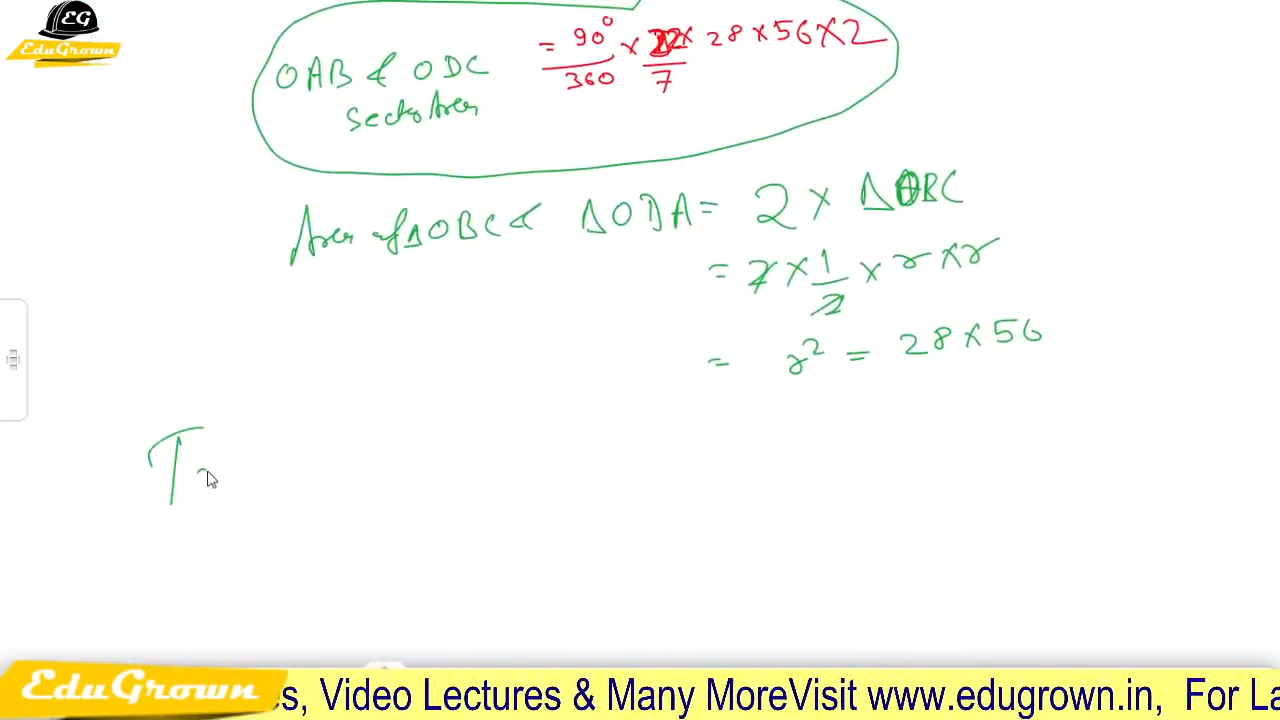 EG
EduGrown
= 90° × 22 × 28 × 56 × 2
360 7
OAB & ODC
Sector Area
Area of ΔOBC & ΔODA = 2 × ΔOBC
= 2 × 1/2 × r × r
= r² = 28 × 56
T
EduGrown
es, Video Lectures & Many MoreVisit www.edugrown.in, For La